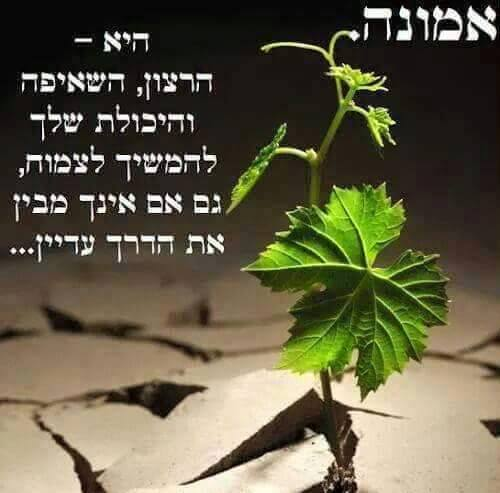 אמונה.
היא –
הרצון, השאיפה
והיכולת שלך
להמשיך לצמוח,
גם אם אינך מבין
את הדרך עדיין...